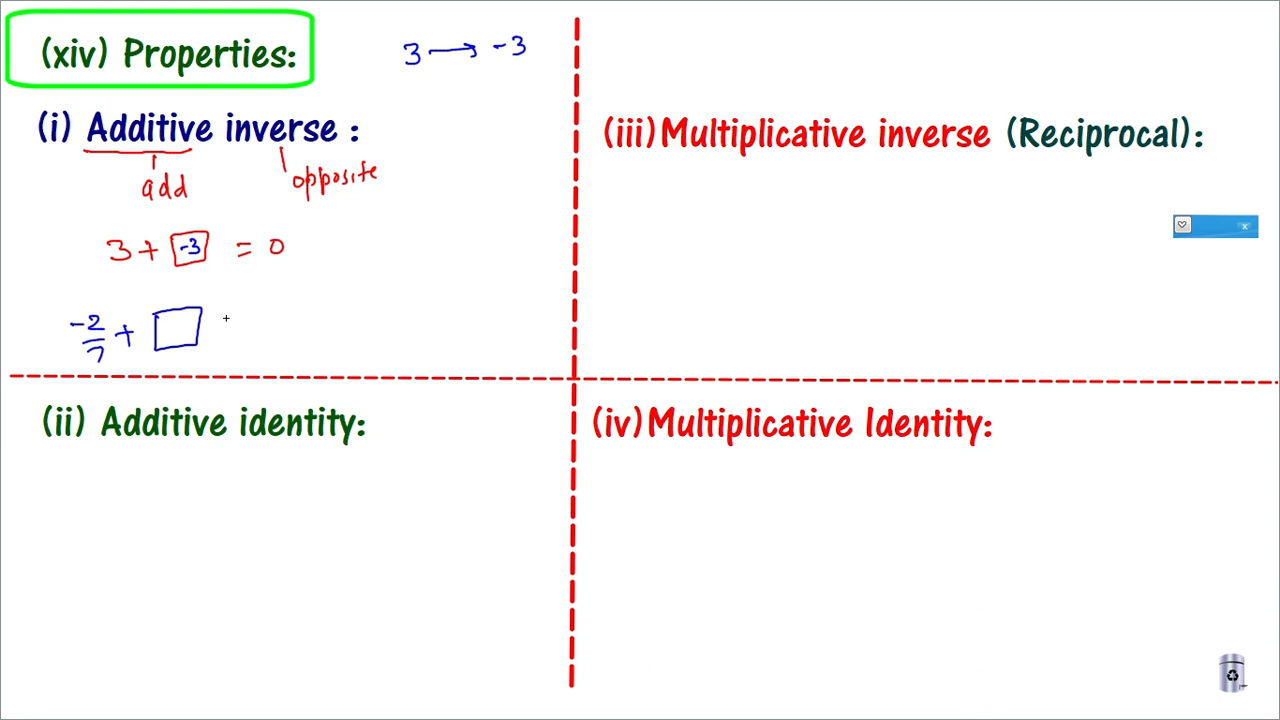 (xiv) Properties:
3 → -3
(i) Additive inverse :
add
opposite
3 + -3 = 0
-2/7 + □
(ii) Additive identity:
(iii) Multiplicative inverse (Reciprocal):
(iv) Multiplicative Identity: